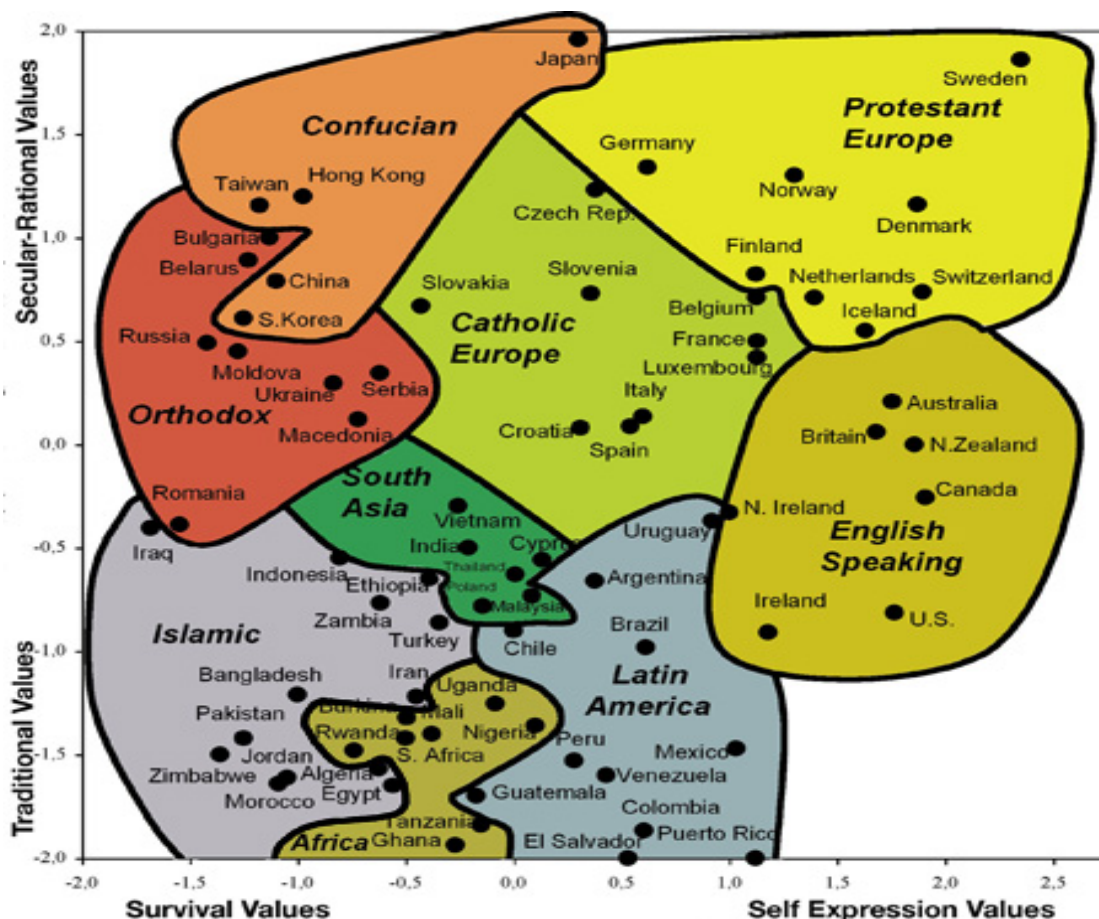 2,0
Japan
Sweden
Protestant
Europe
Secular-Rational Values
1,5
Confucian
Germany
Taiwan
Hong Kong
Norway
Czech Rep.
Denmark
1,0
Bulgaria
Finland
Belarus
Slovenia
China
Slovakia
Netherlands
Switzerland
Belgium
S.Korea
Catholic
Europe
Iceland
0,5
Russia
France
Moldova
Luxembourg
Ukraine
Serbia
Italy
Orthodox
Australia
Macedonia
Croatia
Spain
Britain
N.Zealand
0,0
South
Asia
Romania
Canada
Vietnam
Uruguay
N. Ireland
English
Speaking
-0,5
Iraq
India
Cyprus
Indonesia
Ethiopia
Thailand
Poland
Argentina
Zambia
Malaysia
Ireland
U.S.
Islamic
Turkey
Chile
Brazil
-1,0
Bangladesh
Iran
Uganda
Latin
America
Traditional Values
Pakistan
Burkina
Mali
Rwanda
Nigeria
-1,5
Jordan
S. Africa
Peru
Mexico
Zimbabwe
Algeria
Venezuela
Morocco
Egypt
Guatemala
Tanzania
Colombia
Africa
Ghana
El Salvador
Puerto Rico
-2,0
-2,0 -1,5 -1,0 -0,5 0,0 0,5 1,0 1,5 2,0 2,5
Survival Values Self Expression Values